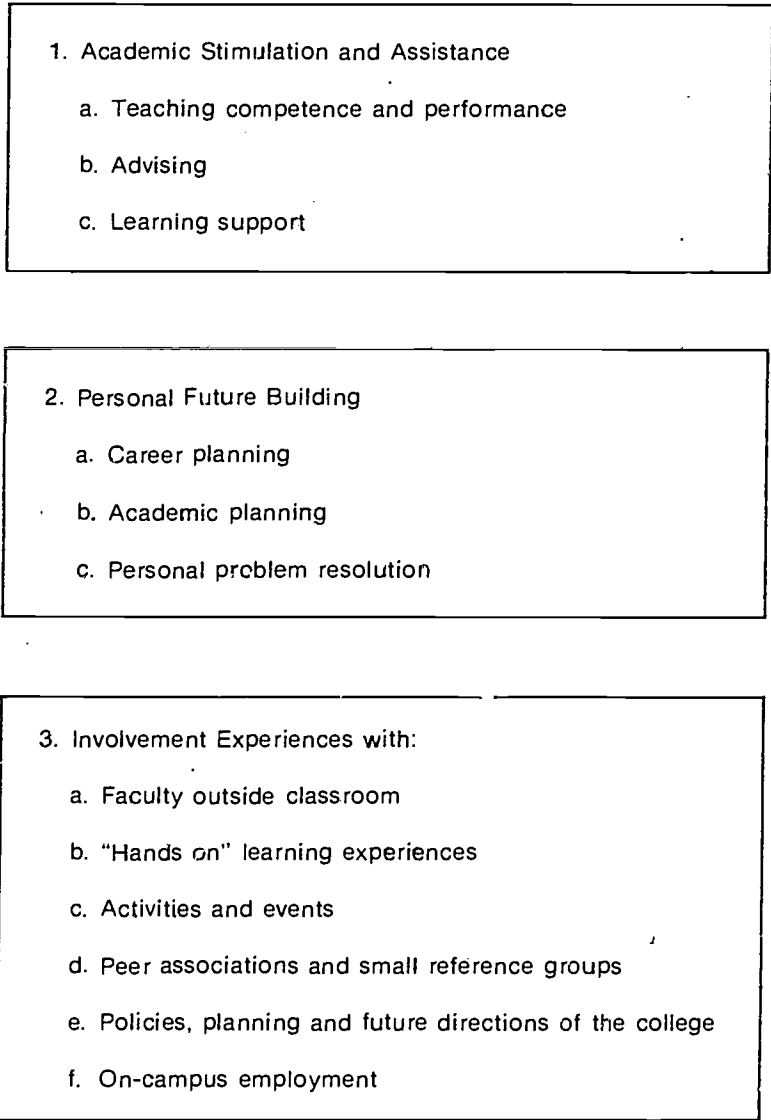 1. Academic Stimulation and Assistance
a. Teaching competence and performance
b. Advising
c. Learning support
2. Personal Future Building
a. Career planning
b. Academic planning
c. Personal problem resolution
3. Involvement Experiences with:
a. Faculty outside classroom
b. "Hands on" learning experiences
c. Activities and events
d. Peer associations and small reference groups
e. Policies, planning and future directions of the college
f. On-campus employment